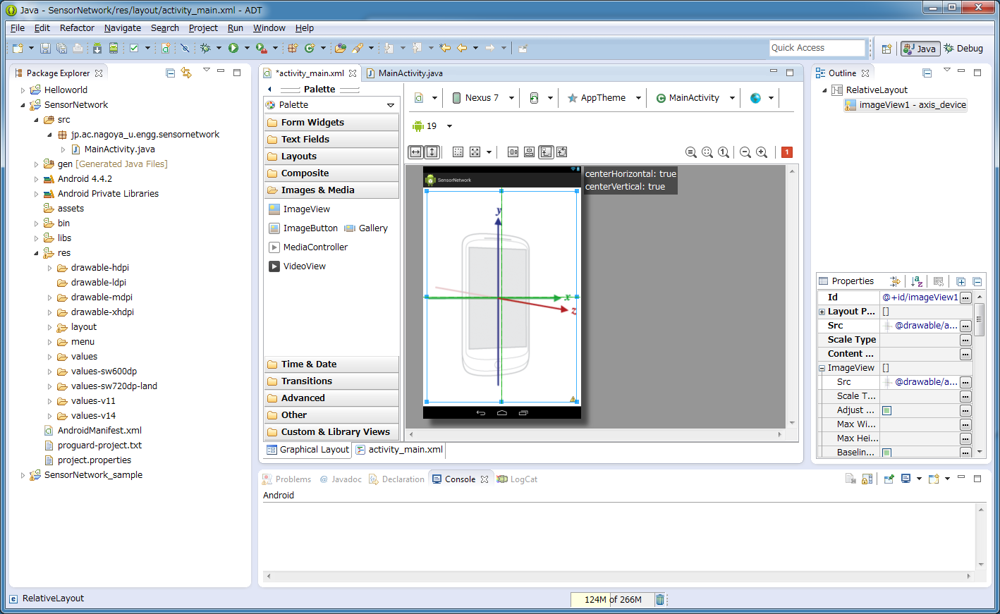 Java - SensorNetwork/res/layout/activity_main.xml - ADT
File Edit Refactor Navigate Search Project Run Window Help
Quick Access
Java
Debug
Package Explorer
Helloworld
SensorNetwork
src
jp.ac.nagoya_u.engg.sensornetwork
MainActivity.java
gen [Generated Java Files]
Android 4.4.2
Android Private Libraries
assets
bin
libs
res
drawable-hdpi
drawable-ldpi
drawable-mdpi
drawable-xhdpi
layout
menu
values
values-sw600dp
values-sw720dp-land
values-v11
values-v14
AndroidManifest.xml
proguard-project.txt
project.properties
SensorNetwork_sample
*activity_main.xml
MainActivity.java
Palette
Palette
Form Widgets
Text Fields
Layouts
Composite
Images & Media
ImageView
ImageButton Gallery
MediaController
VideoView
Time & Date
Transitions
Advanced
Other
Custom & Library Views
Nexus 7
AppTheme
MainActivity
19
1
1
SensorNetwork
centerHorizontal: true
centerVertical: true
y
x
z
Graphical Layout
activity_main.xml
Outline
RelativeLayout
imageView1 - axis_device
Properties
Id @+id/imageView1
Layout P... []
Src @drawable/a...
Scale Type
Content ...
ImageView []
Src @drawable/a...
Scale T...
Adjust ...
Max Wi...
Max Hei...
Baselin...
Problems @ Javadoc Declaration Console LogCat
Android
RelativeLayout
124M of 266M